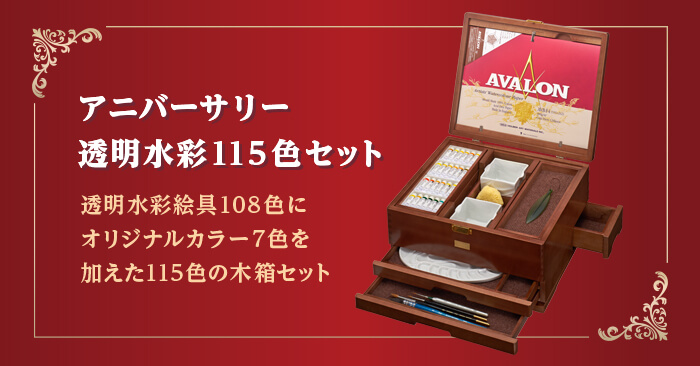 アニバーサリー
透明水彩115色セット
透明水彩絵具108色に
オリジナルカラー7色を
加えた115色の木箱セット
AVALON